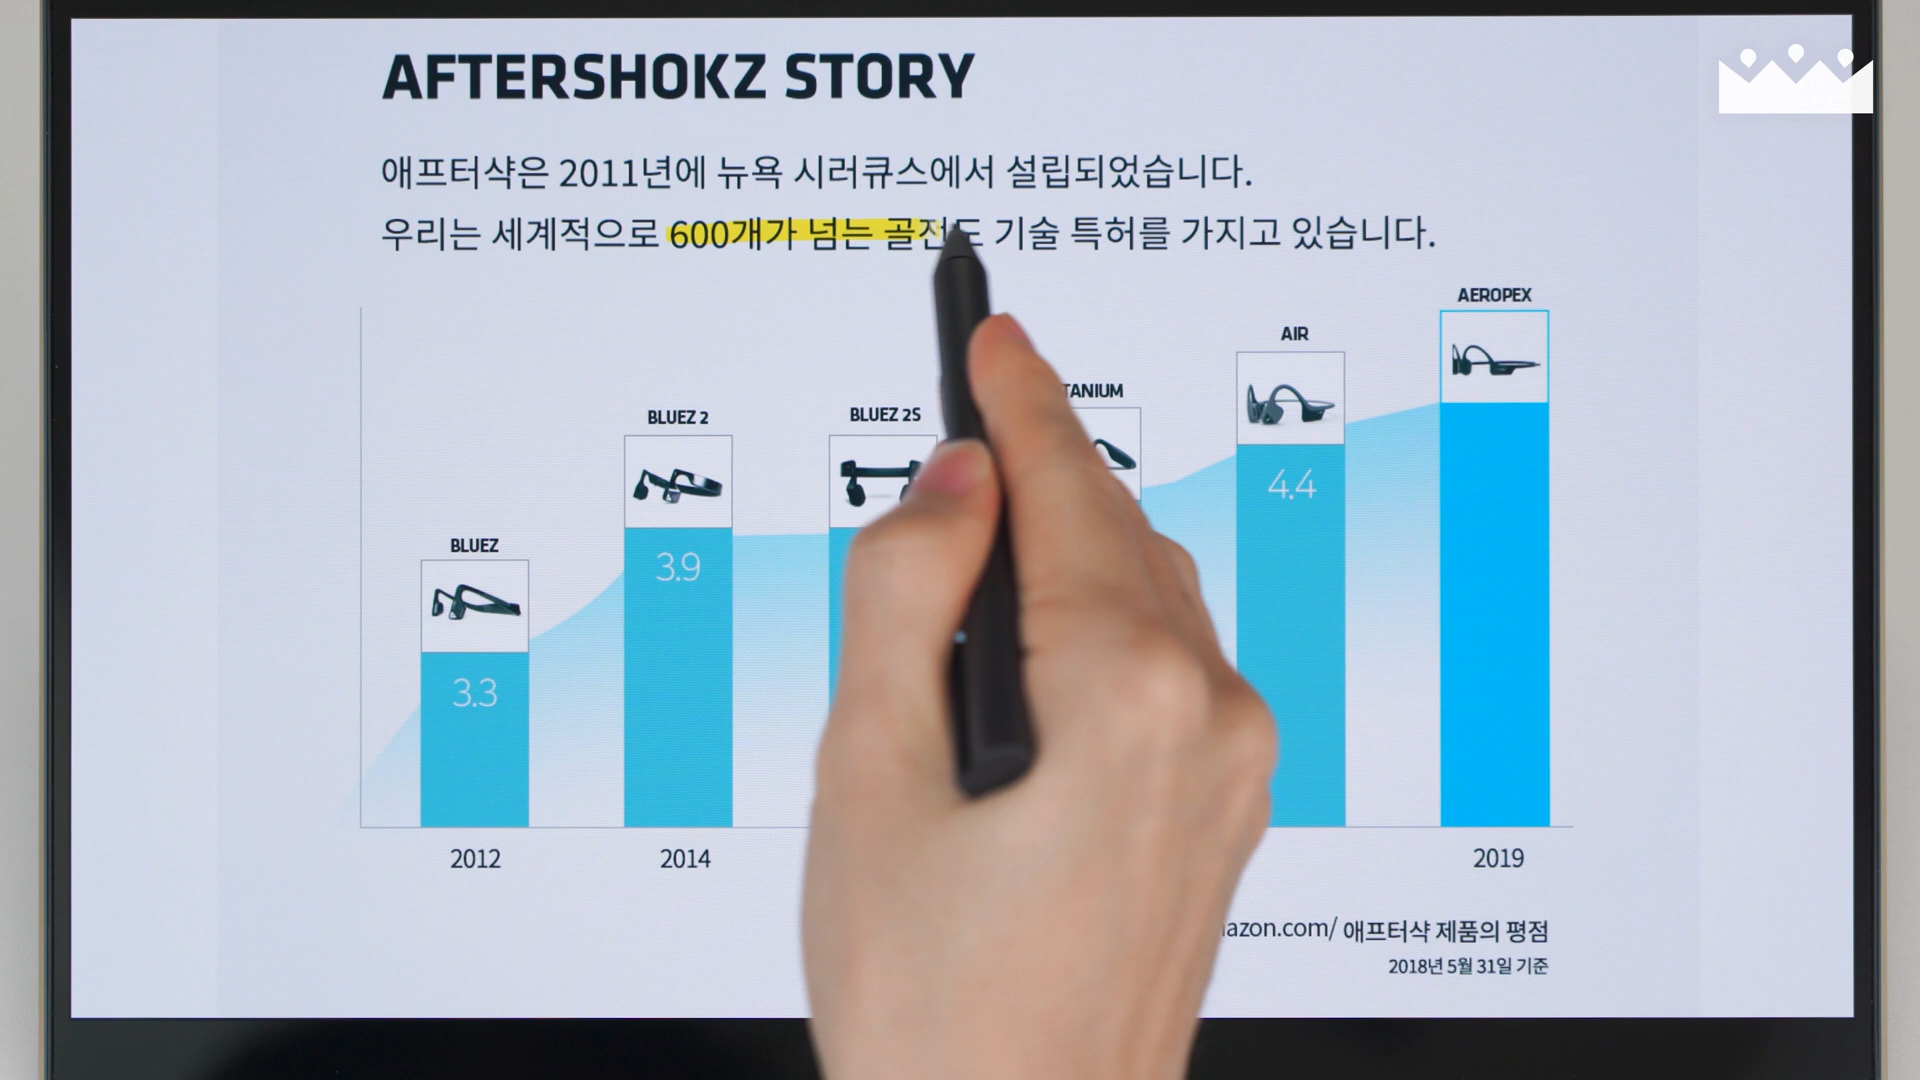 AFTERSHOKZ STORY
애프터샥은 2011년에 뉴욕 시러큐스에서 설립되었습니다.
우리는 세계적으로 600개가 넘는 골전도 기술 특허를 가지고 있습니다.
AEROPEX
AIR
TANIUM
BLUEZ 2
BLUEZ 2S
BLUEZ
4.4
3.9
3.3
2012
2014
2019
azon.com/ 애프터샥 제품의 평점
2018년 5월 31일 기준